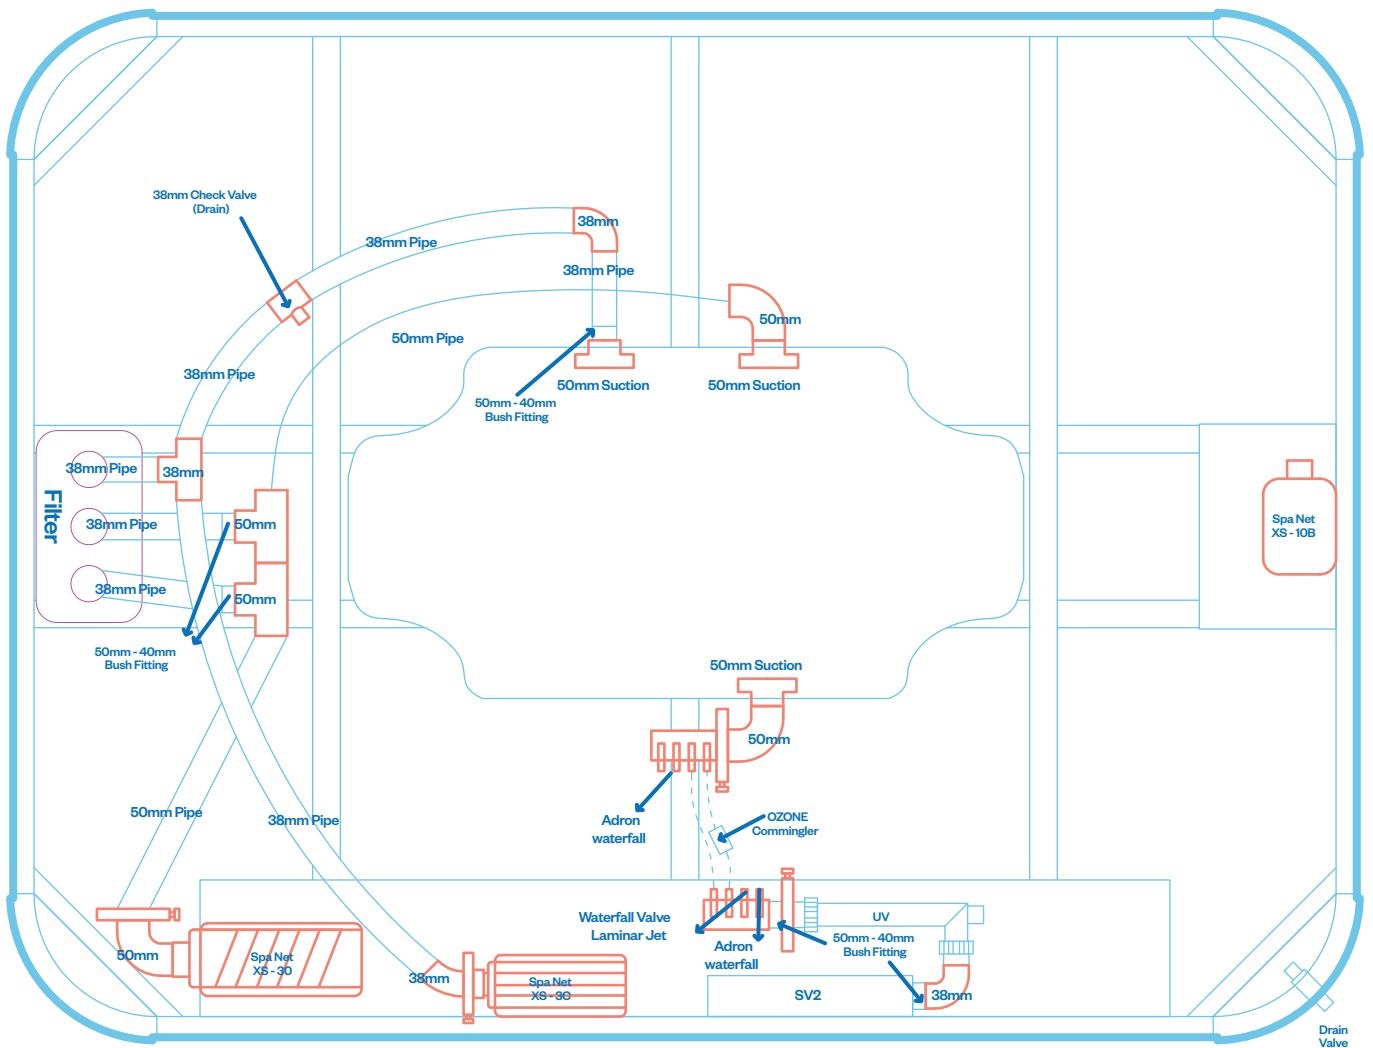 38mm Check Valve
(Drain)
38mm
38mm Pipe
38mm Pipe
50mm
50mm Pipe
38mm Pipe
50mm Suction
50mm Suction
50mm - 40mm
Bush Fitting
38mm Pipe
38mm
Filter
38mm Pipe
50mm
Spa Net
XS - 10B
38mm Pipe
50mm
50mm - 40mm
Bush Fitting
50mm Suction
50mm
50mm Pipe
38mm Pipe
Adron
waterfall
OZONE
Commingler
Waterfall Valve
Laminar Jet
UV
Adron
waterfall
50mm - 40mm
Bush Fitting
50mm
Spa Net
XS - 30
38mm
Spa Net
XS - 3C
SV2
38mm
Drain
Valve